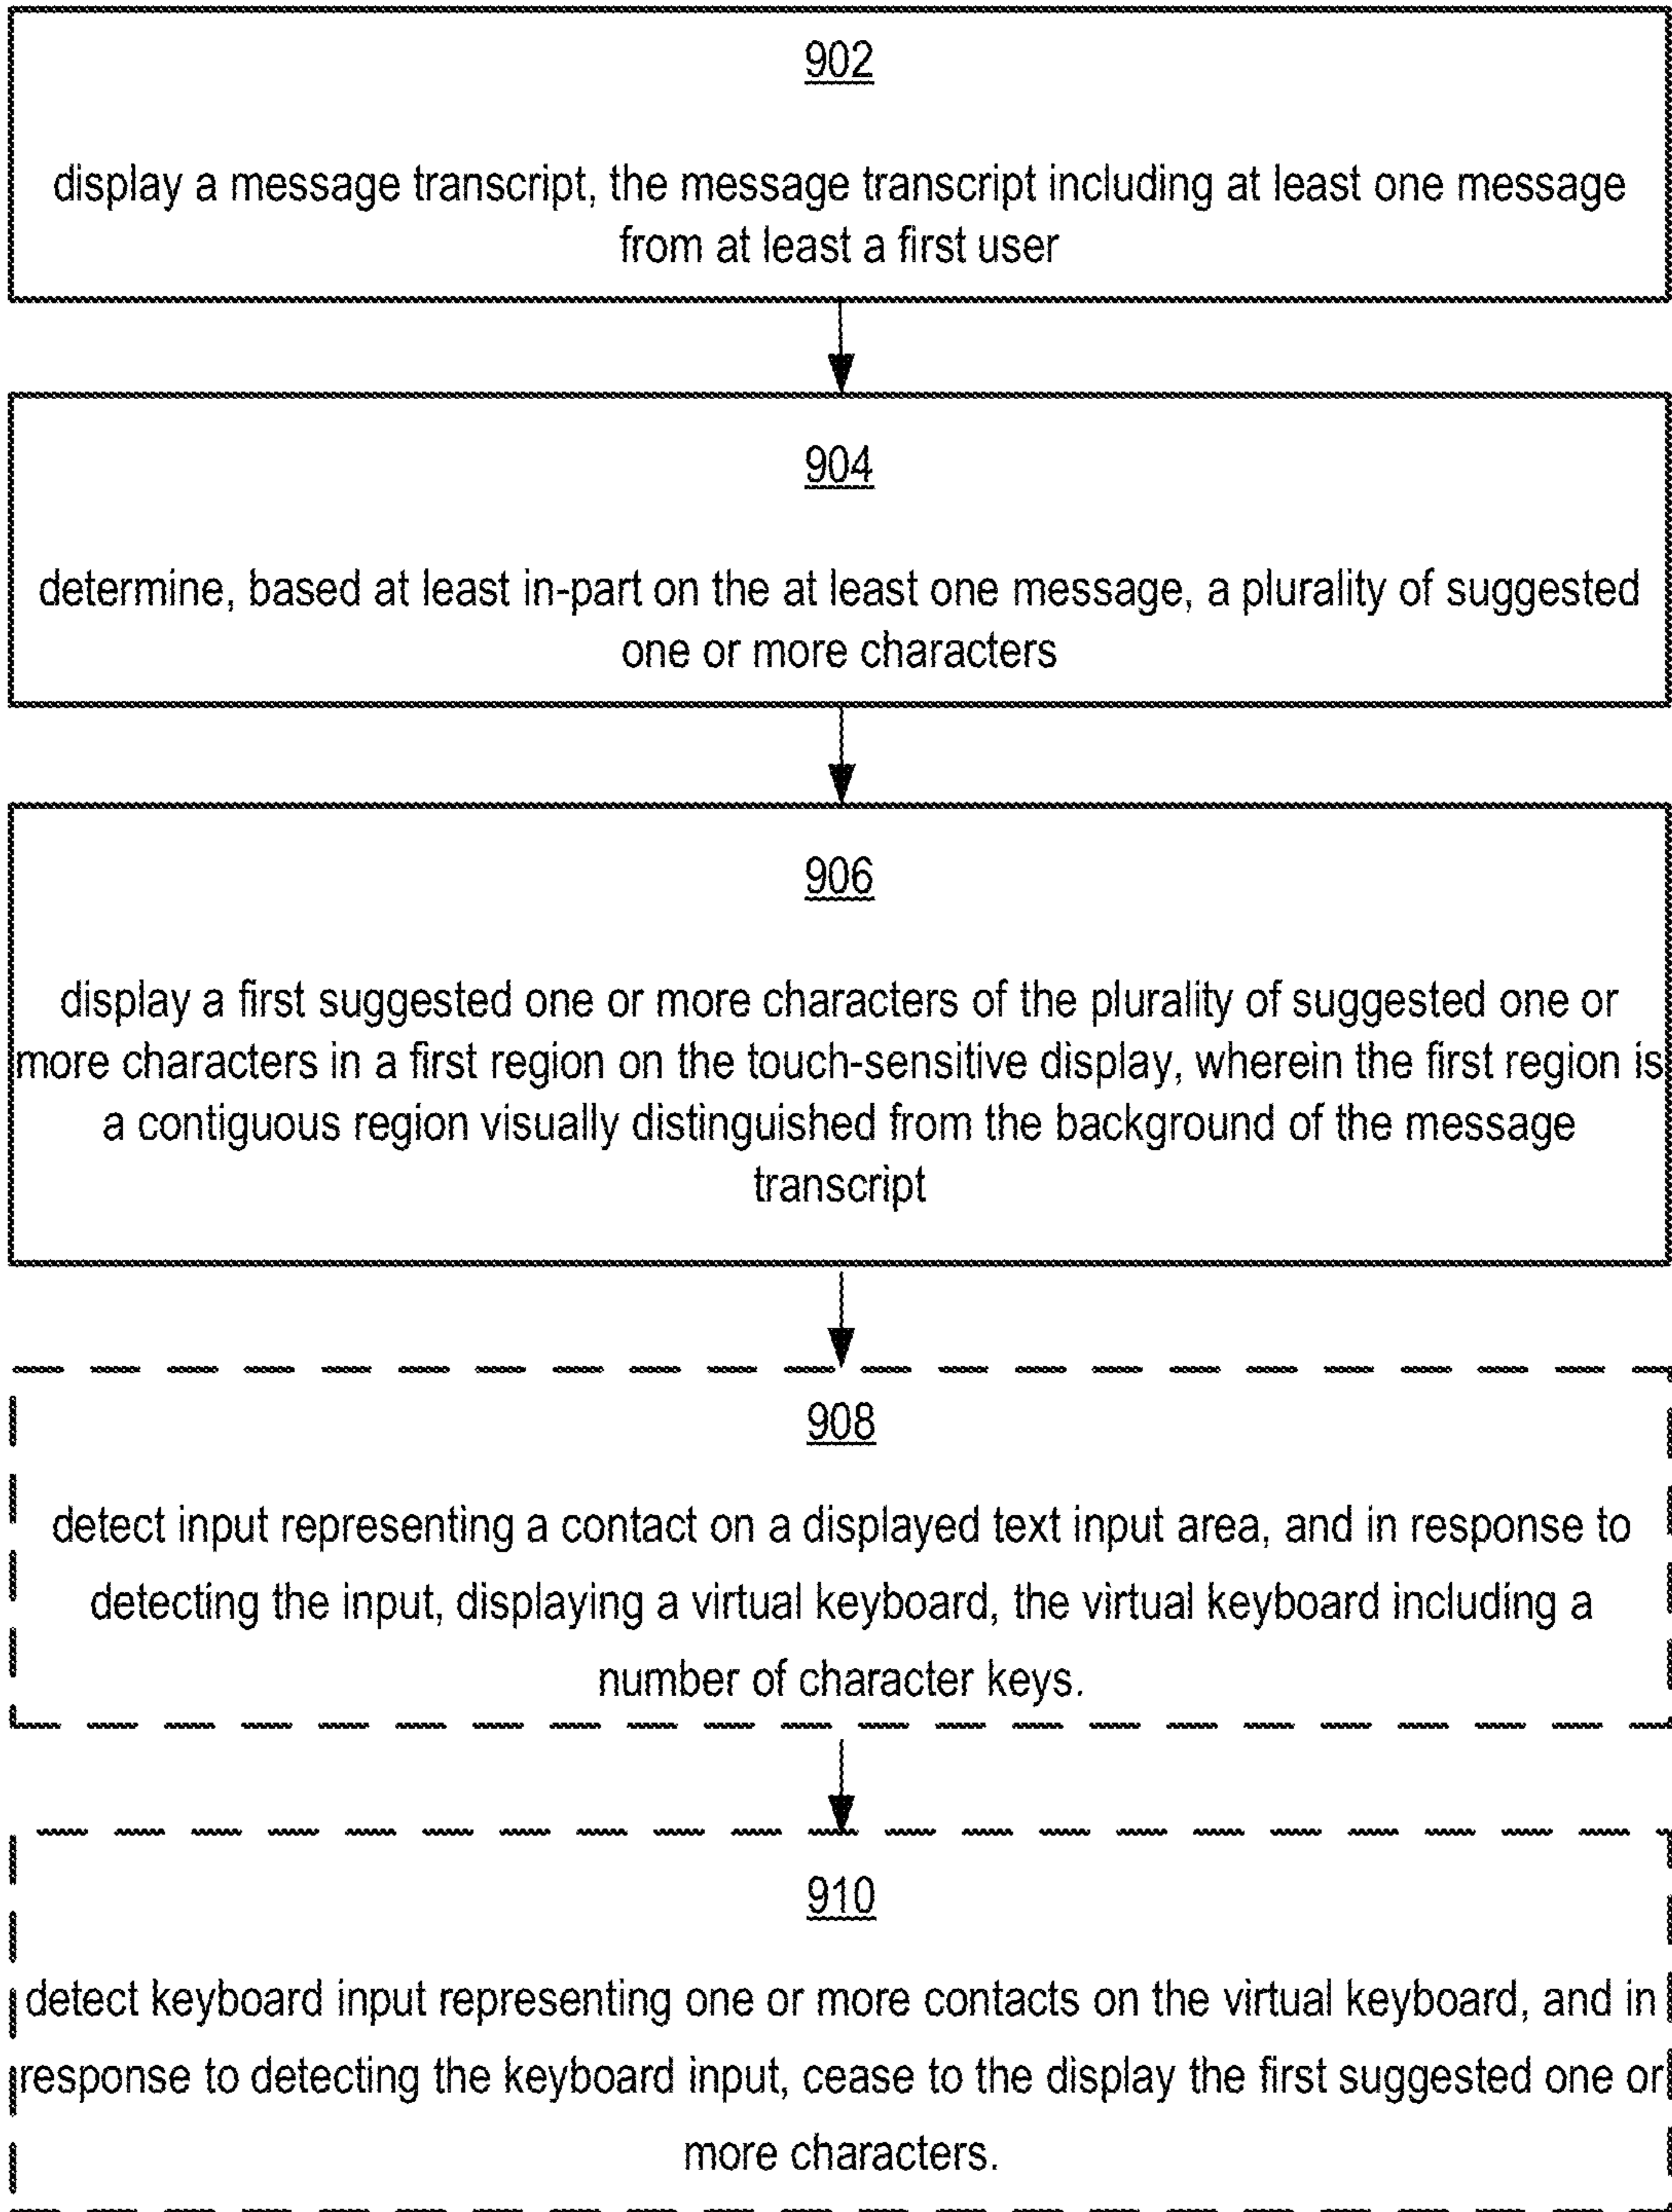 902
display a message transcript, the message transcript including at least one message
from at least a first user
904
determine, based at least in-part on the at least one message, a plurality of suggested
one or more characters
906
display a first suggested one or more characters of the plurality of suggested one or
more characters in a first region on the touch-sensitive display, wherein the first region is
a contiguous region visually distinguished from the background of the message
transcript
908
detect input representing a contact on a displayed text input area, and in response to
detecting the input, displaying a virtual keyboard, the virtual keyboard including a
number of character keys.
910
detect keyboard input representing one or more contacts on the virtual keyboard, and in
response to detecting the keyboard input, cease to the display the first suggested one or
more characters.